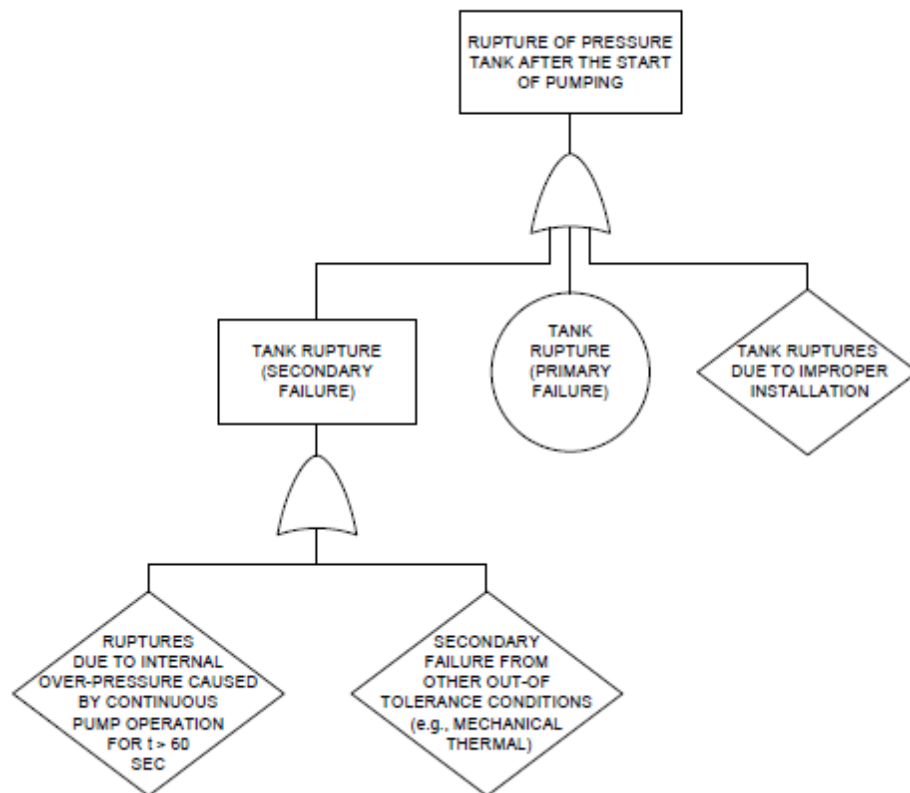 RUPTURE OF PRESSURE
TANK AFTER THE START
OF PUMPING
TANK RUPTURE
(SECONDARY
FAILURE)
TANK
RUPTURE
(PRIMARY
FAILURE)
TANK RUPTURES
DUE TO IMPROPER
INSTALLATION
RUPTURES
DUE TO INTERNAL
OVER-PRESSURE CAUSED
BY CONTINUOUS
PUMP OPERATION
FOR t > 60
SEC
SECONDARY
FAILURE FROM
OTHER OUT-OF
TOLERANCE CONDITIONS
(e.g., MECHANICAL
THERMAL)